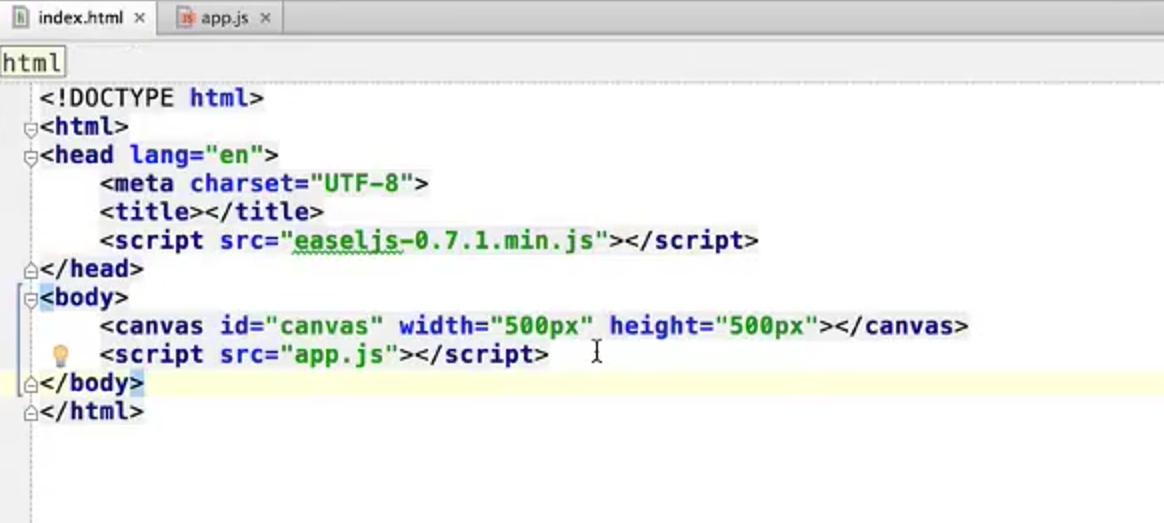 index.html × app.js ×
html
<!DOCTYPE html>
<html>
<head lang="en">
    <meta charset="UTF-8">
    <title></title>
    <script src="easeljs-0.7.1.min.js"></script>
</head>
<body>
    <canvas id="canvas" width="500px" height="500px"></canvas>
    <script src="app.js"></script>
</body>
</html>